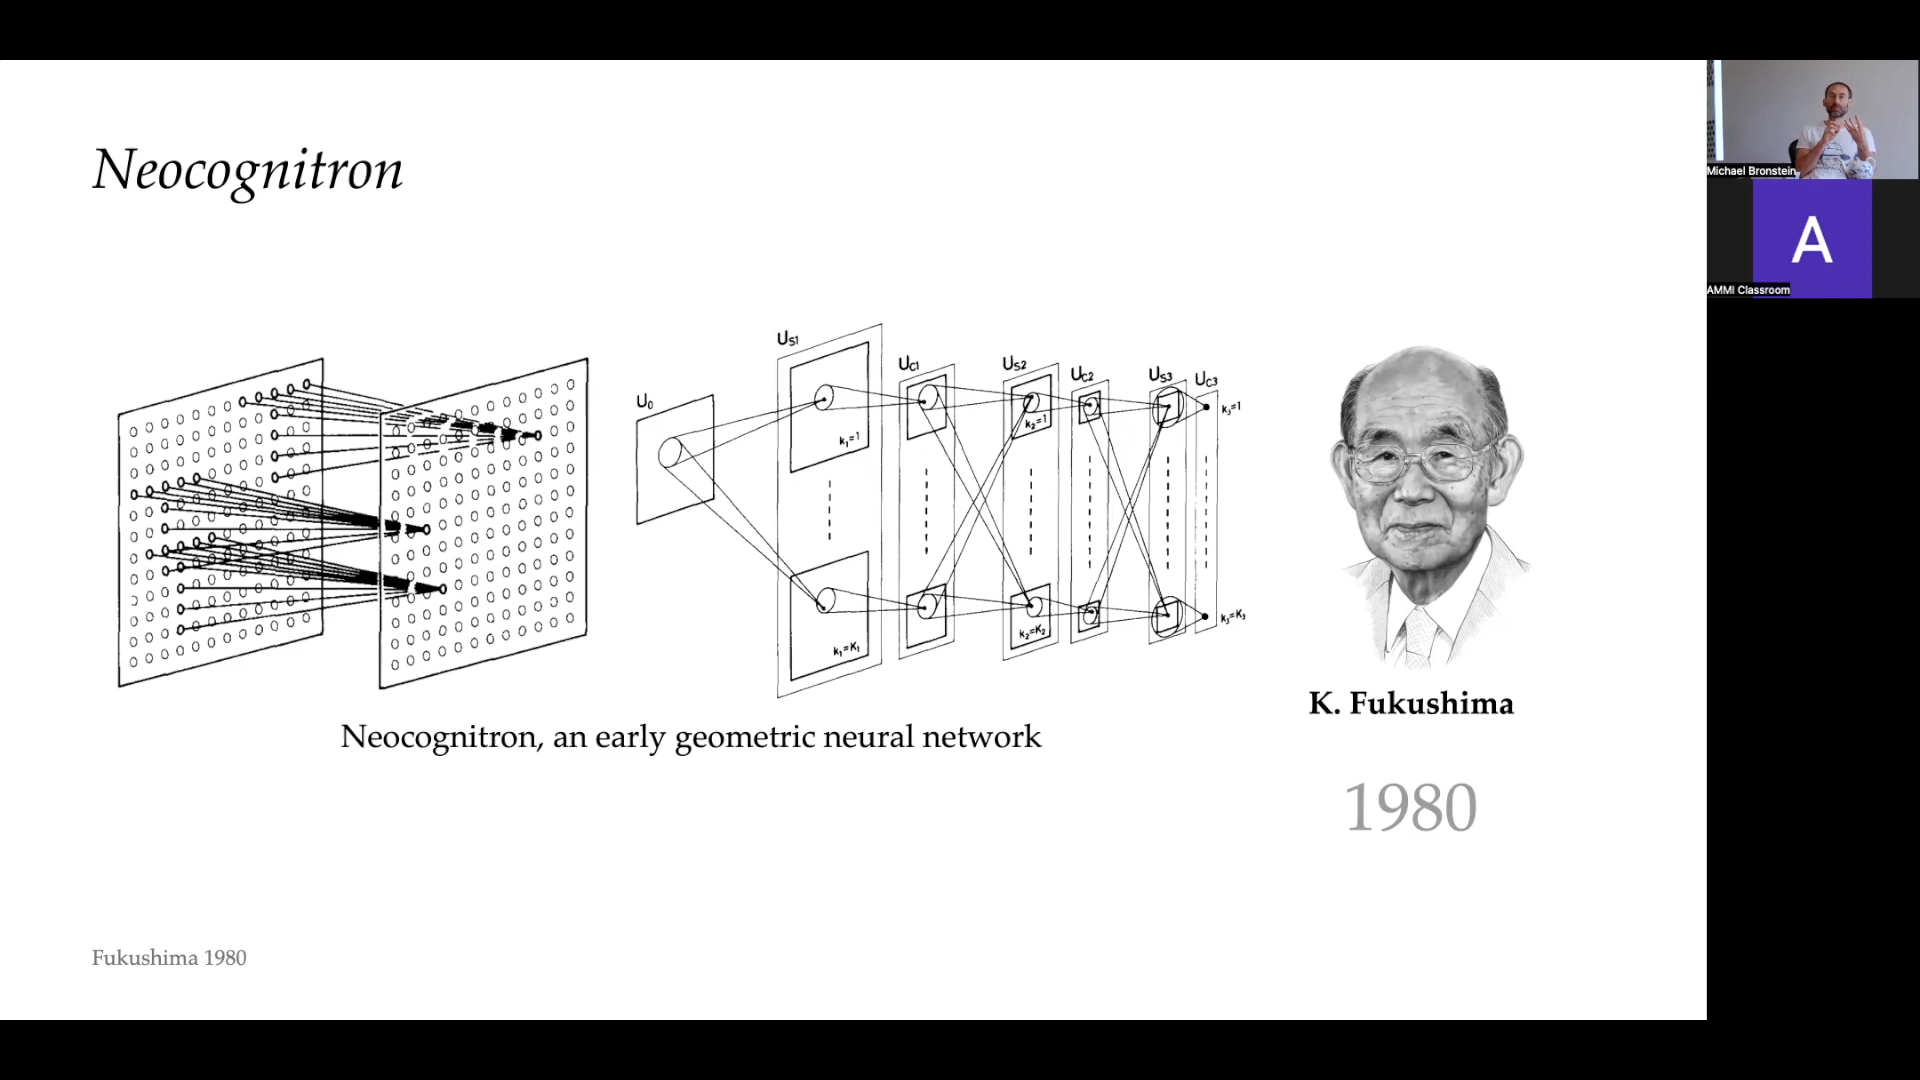 Neocognitron
U₀
U_S1
k₁=1
k₁=K₁
U_C1
U_S2
k₂=1
k₂=K₂
U_C2
U_S3
U_C3
k₃=1
k₃=K₃
Neocognitron, an early geometric neural network
K. Fukushima
1980
Fukushima 1980
Michael Bronstein
A
AMMI Classroom